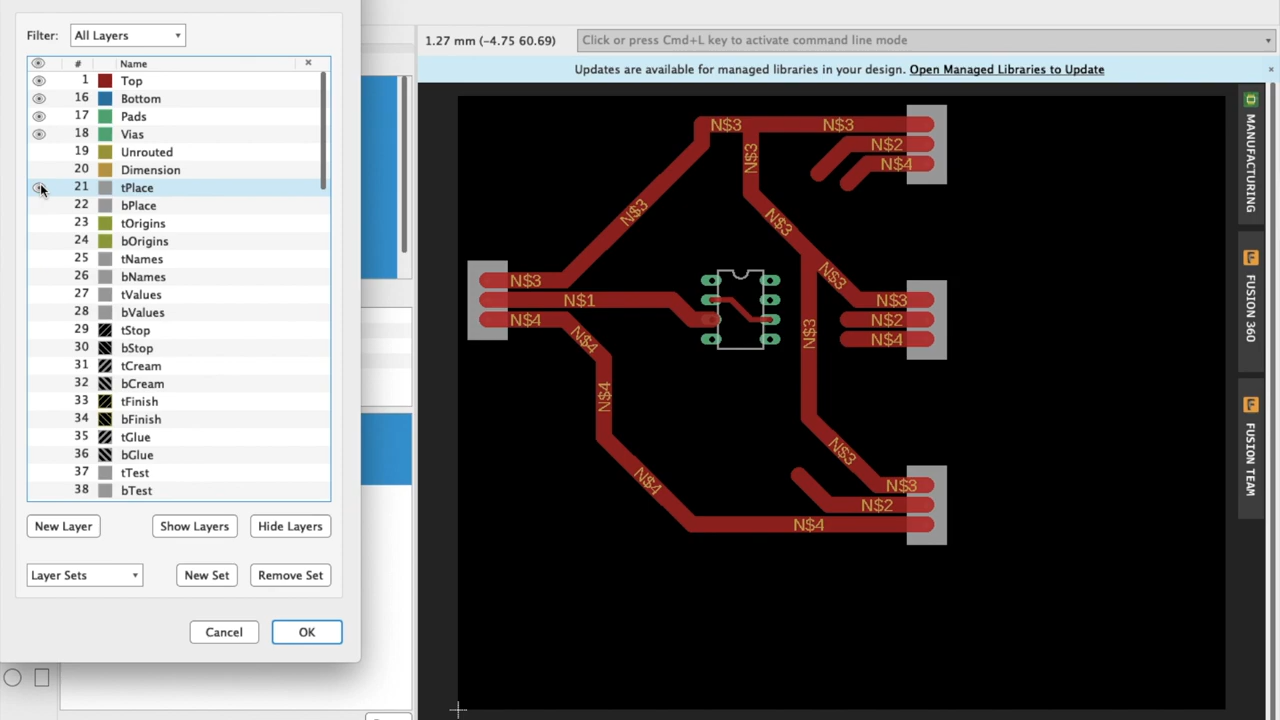 Filter: All Layers
# Name
1 Top
16 Bottom
17 Pads
18 Vias
19 Unrouted
20 Dimension
21 tPlace
22 bPlace
23 tOrigins
24 bOrigins
25 tNames
26 bNames
27 tValues
28 bValues
29 tStop
30 bStop
31 tCream
32 bCream
33 tFinish
34 bFinish
35 tGlue
36 bGlue
37 tTest
38 bTest
New Layer Show Layers Hide Layers
Layer Sets New Set Remove Set
Cancel OK
1.27 mm (-4.75 60.69) Click or press Cmd+L key to activate command line mode
Updates are available for managed libraries in your design. Open Managed Libraries to Update
N$3 N$3
N$2
N$3
N$4
N$3
N$3
N$3
N$3
N$1
N$3
N$4
N$2
N$3
N$4
N$4
N$4
N$3
N$4
N$3
N$2
N$4
MANUFACTURING
FUSION 360
FUSION TEAM